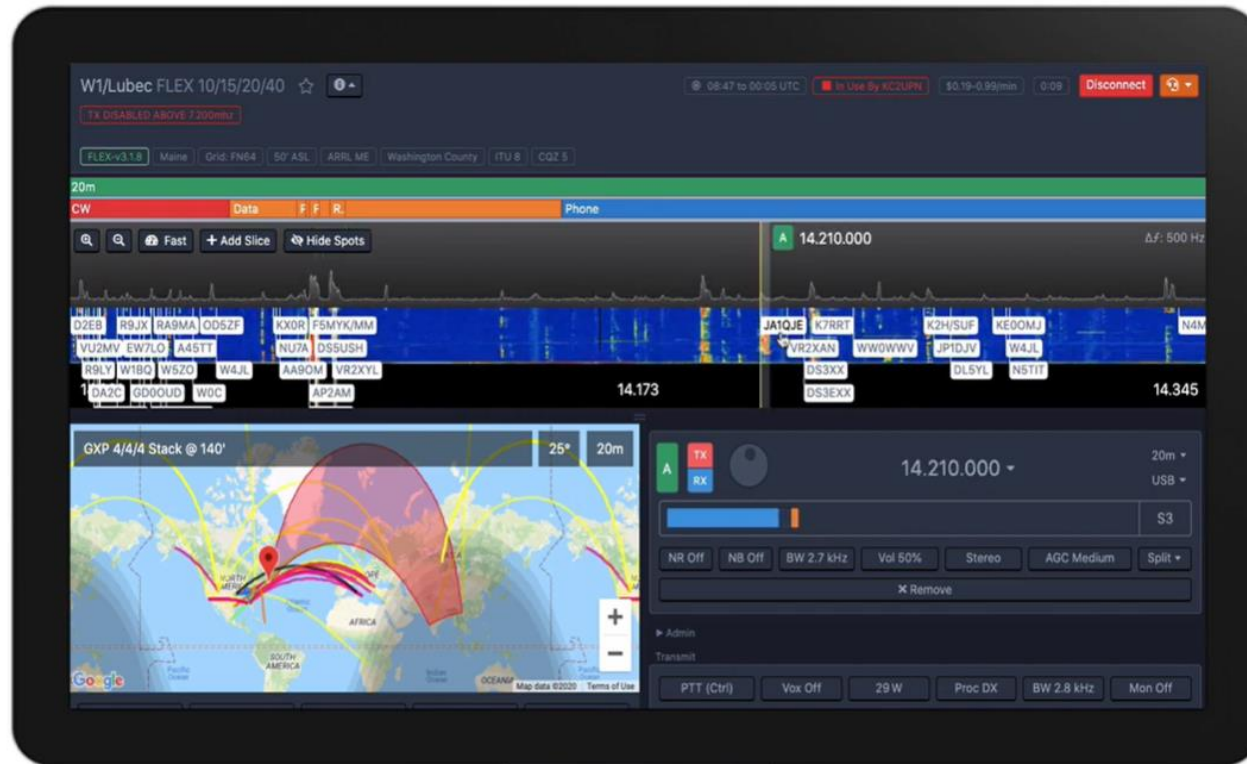 W1/Lubec FLEX 10/15/20/40
06:47 to 00:05 UTC
In Use By KC2UPN
$0.19-0.99/min
0:09
Disconnect
TX DISABLED ABOVE 7.200mhz
FLEX-v3.1.8
Maine
Grid: FN64
50' ASL
ARRL ME
Washington County
ITU 8
CQZ 5
20m
CW
Data
F
F
R.
Phone
Fast
+ Add Slice
Hide Spots
A
14.210.000
Δf: 500 Hz
D2EB
R9JX
RA9MA
OD5ZF
KX0R
F5MYK/MM
JA1QJE
K7RRT
K2H/SUF
KE0OMJ
N4M
VU2MV
EW7LO
A45TT
NU7A
DS5USH
VR2XAN
WW0WWV
JP1DJV
W4JL
R9LY
W1BQ
W5ZO
W4JL
AA9OM
VR2XYL
DS3XX
DL5YL
N5TIT
DA2C
GD0OUD
W0C
AP2AM
14.173
DS3EXX
14.345
GXP 4/4/4 Stack @ 140'
25°
20m
NORTH
AFRICA
SOUTH
AMERICA
Pacific
Ocean
Indian
Ocean
OCEANIA
Google
Map data ©2020
Terms of Use
+
−
A
TX
RX
14.210.000
20m
USB
S3
NR Off
NB Off
BW 2.7 kHz
Vol 50%
Stereo
AGC Medium
Split
× Remove
Admin
Transmit
PTT (Ctrl)
Vox Off
29 W
Proc DX
BW 2.8 kHz
Mon Off